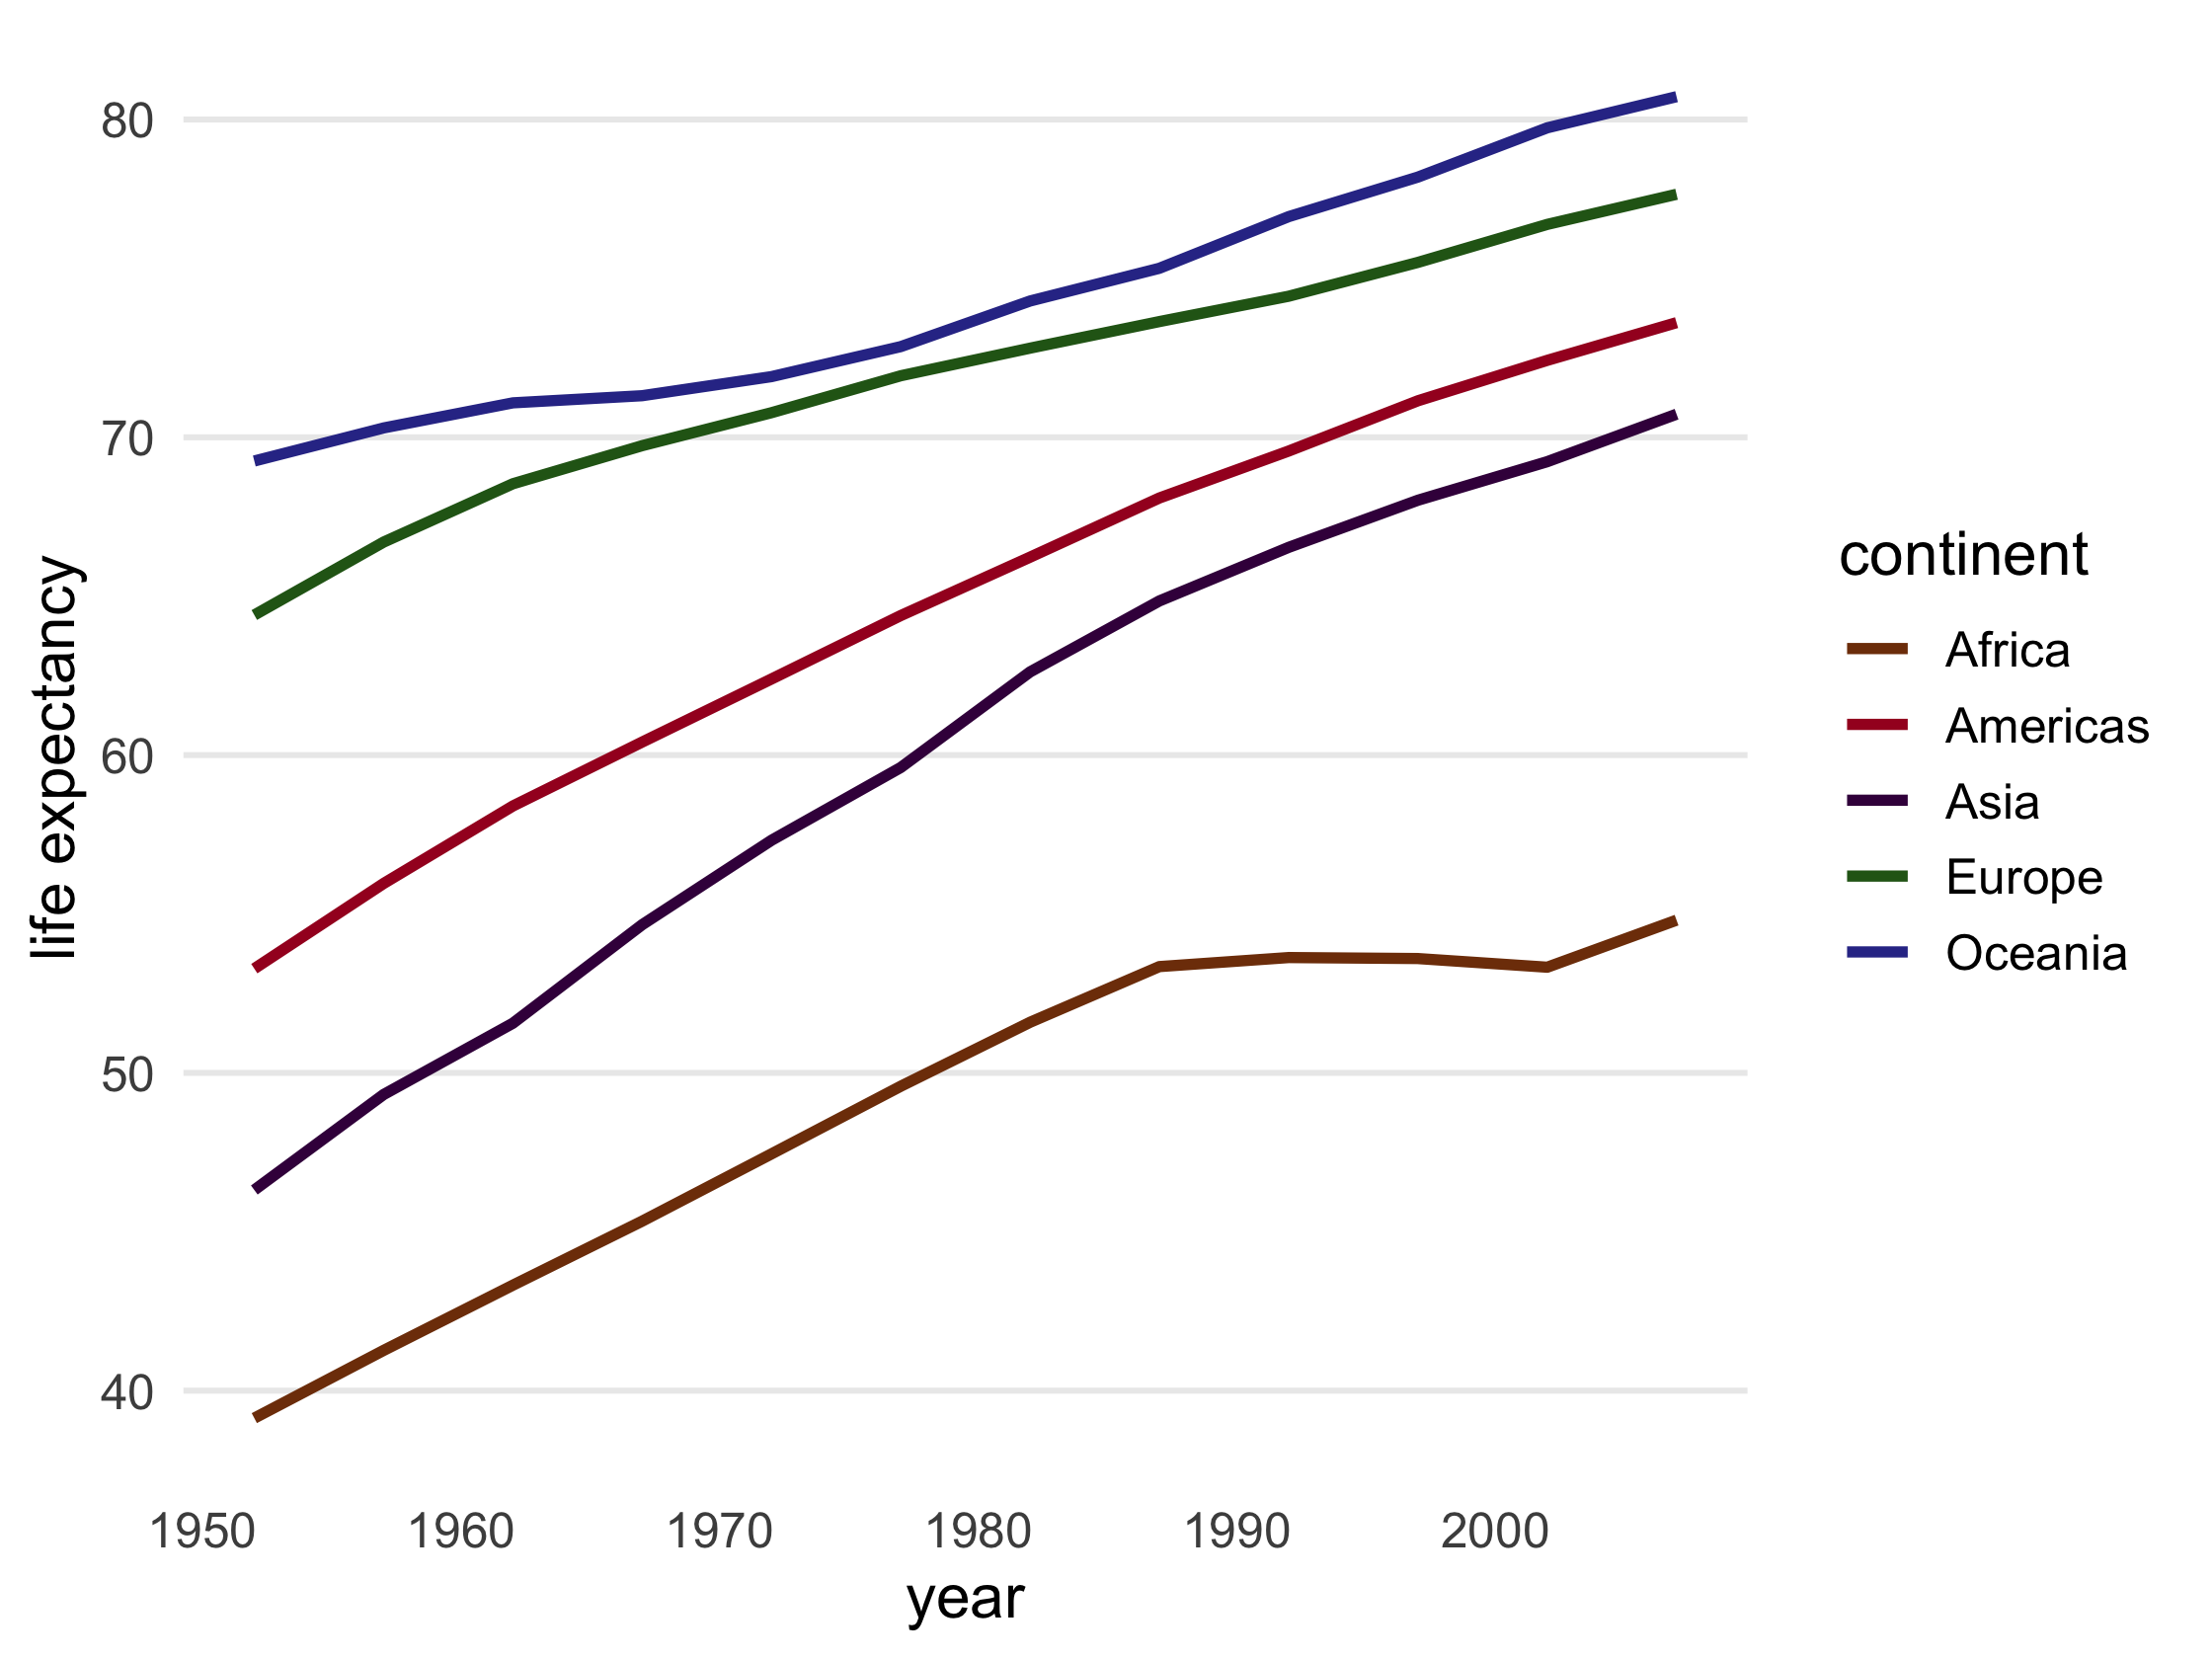 80
70
60
50
40
life expectancy
1950 1960 1970 1980 1990 2000
year
continent
Africa
Americas
Asia
Europe
Oceania